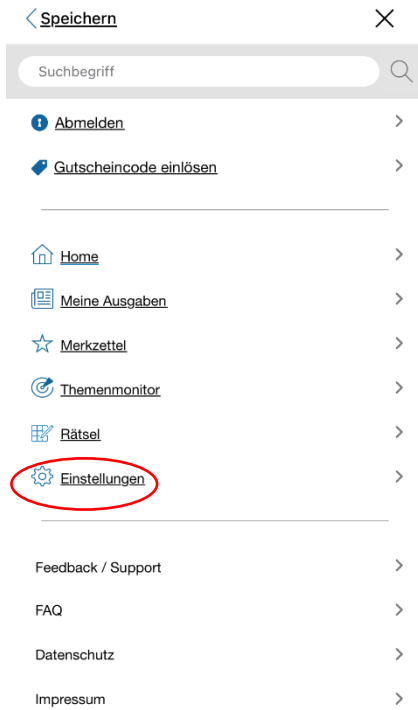 Speichern
Suchbegriff
Abmelden
Gutscheincode einlösen
Home
Meine Ausgaben
Merkzettel
Themenmonitor
Rätsel
Einstellungen
Feedback / Support
FAQ
Datenschutz
Impressum